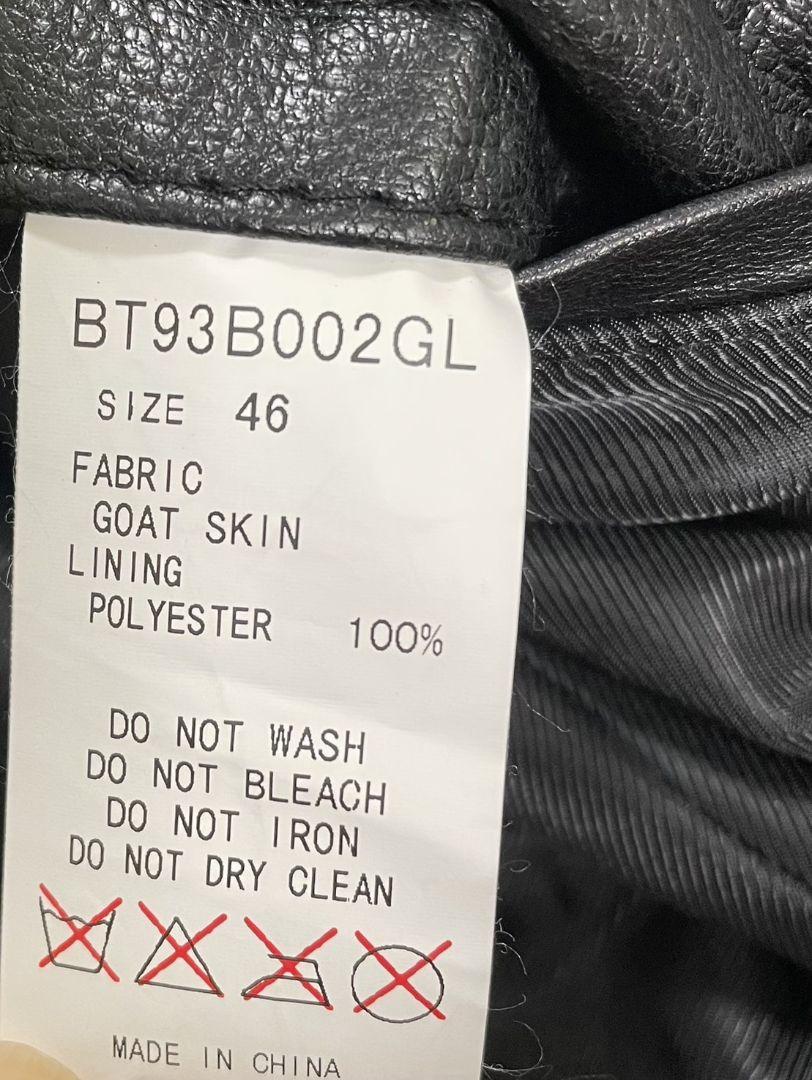 BT93B002GL
SIZE 46
FABRIC
GOAT SKIN
LINING
POLYESTER 100%
DO NOT WASH
DO NOT BLEACH
DO NOT IRON
DO NOT DRY CLEAN
MADE IN CHINA